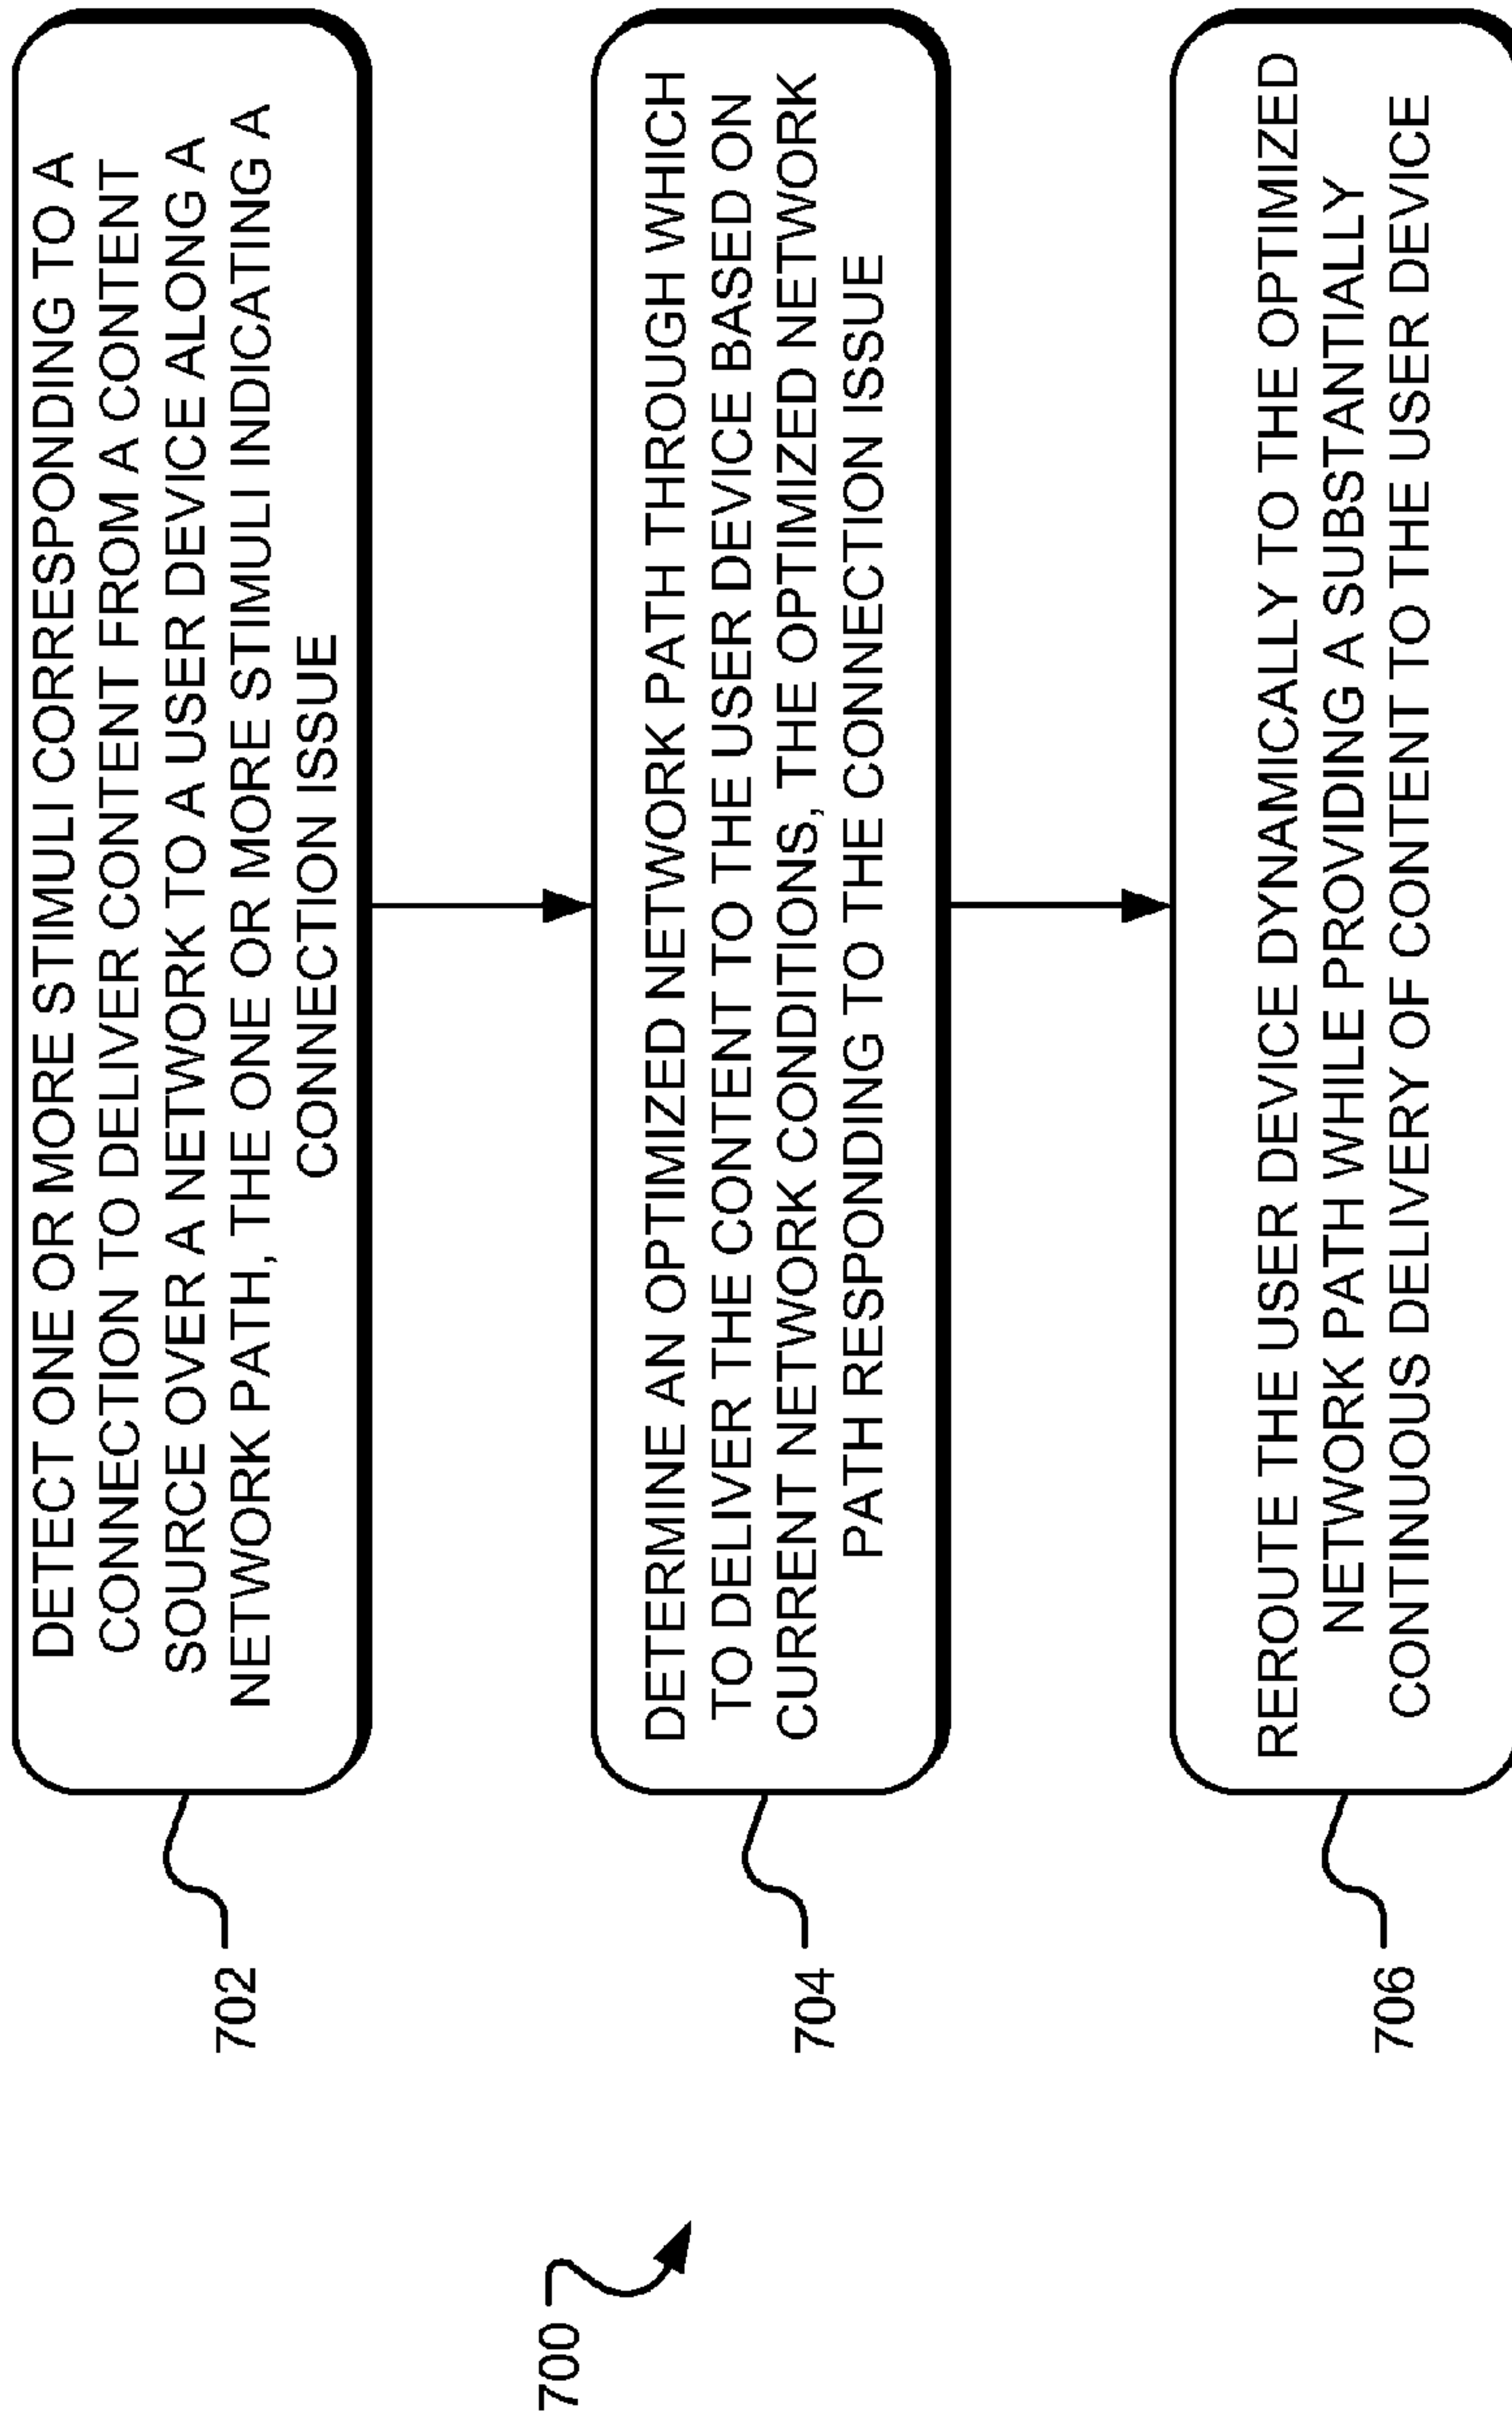 700
702
DETECT ONE OR MORE STIMULI CORRESPONDING TO A
CONNECTION TO DELIVER CONTENT FROM A CONTENT
SOURCE OVER A NETWORK TO A USER DEVICE ALONG A
NETWORK PATH, THE ONE OR MORE STIMULI INDICATING A
CONNECTION ISSUE
704
DETERMINE AN OPTIMIZED NETWORK PATH THROUGH WHICH
TO DELIVER THE CONTENT TO THE USER DEVICE BASED ON
CURRENT NETWORK CONDITIONS, THE OPTIMIZED NETWORK
PATH RESPONDING TO THE CONNECTION ISSUE
706
REROUTE THE USER DEVICE DYNAMICALLY TO THE OPTIMIZED
NETWORK PATH WHILE PROVIDING A SUBSTANTIALLY
CONTINUOUS DELIVERY OF CONTENT TO THE USER DEVICE